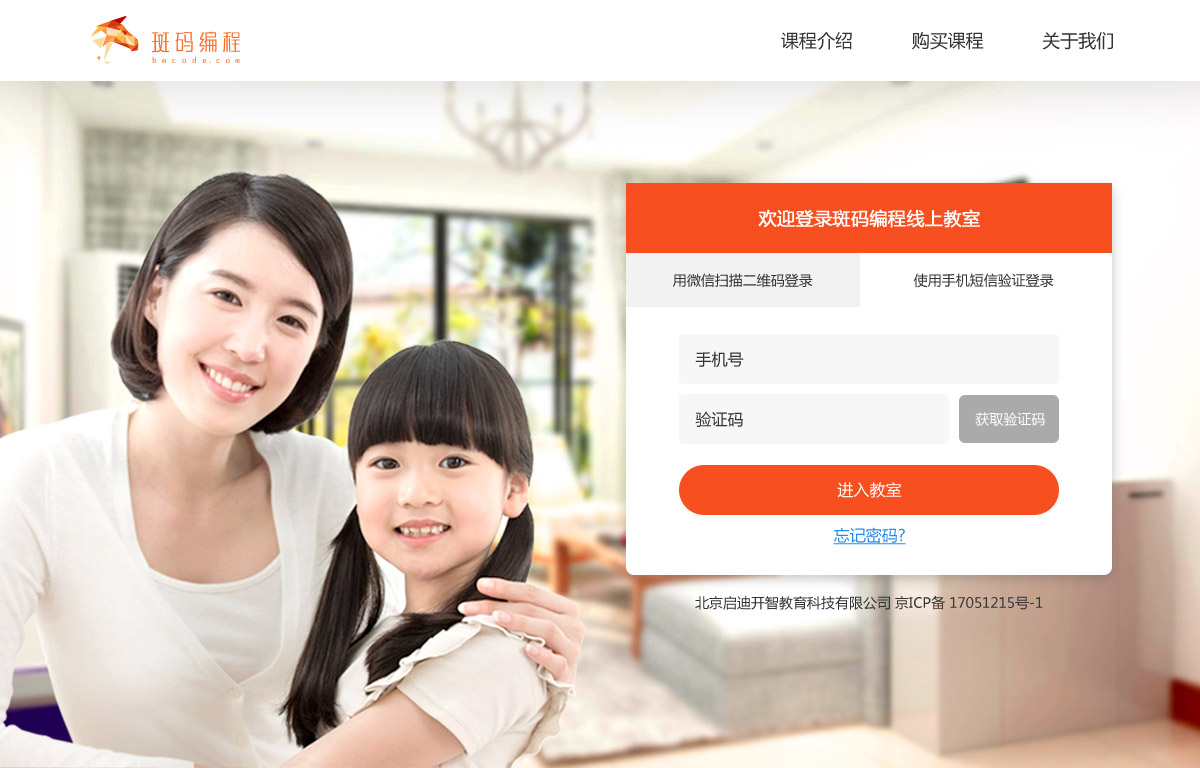 斑码编程
bmcode.com
课程介绍 购买课程 关于我们
欢迎登录斑码编程线上教室
用微信扫描二维码登录 使用手机短信验证登录
手机号
验证码 获取验证码
进入教室
忘记密码?
北京启迪开智教育科技有限公司 京ICP备 17051215号-1